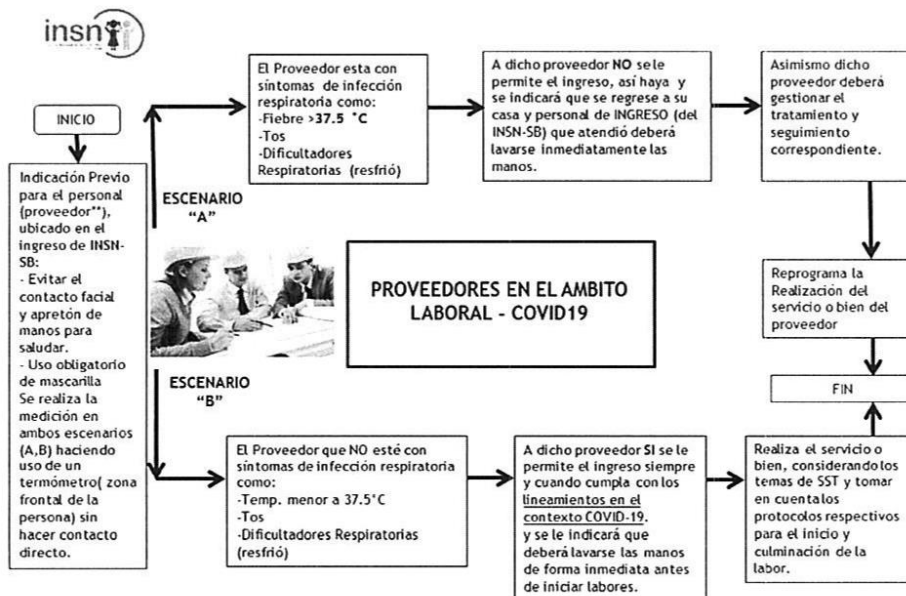 insn
INICIO
Indicación Previo
para el personal
(proveedor**),
ubicado en el
ingreso de INSN-
SB:
- Evitar el
contacto facial
y apretón de
manos para
saludar.
- Uso obligatorio
de mascarilla
Se realiza la
medición en
ambos escenarios
(A,B) haciendo
uso de un
termómetro( zona
frontal de la
persona) sin
hacer contacto
directo.
ESCENARIO
"A"
El Proveedor esta con
síntomas de infección
respiratoria como:
-Fiebre >37.5 °C
-Tos
-Dificultadores
Respiratorias (resfrió)
A dicho proveedor NO se le
permite el ingreso, así haya y
se indicará que se regrese a su
casa y personal de INGRESO (del
INSN-SB) que atendió deberá
lavarse inmediatamente las
manos.
Asimismo dicho
proveedor deberá
gestionar el
tratamiento y
seguimiento
correspondiente.
Reprograma la
Realización del
servicio o bien del
proveedor
PROVEEDORES EN EL AMBITO
LABORAL - COVID19
FIN
ESCENARIO
"B"
El Proveedor que NO esté con
síntomas de infección respiratoria
como:
-Temp. menor a 37.5°C
-Tos
-Dificultadores Respiratorias
(resfrió)
A dicho proveedor SI se le
permite el ingreso siempre
y cuando cumpla con los
lineamientos en el
contexto COVID-19.
y se le indicará que
deberá lavarse las manos
de forma inmediata antes
de iniciar labores.
Realiza el servicio o
bien, considerando los
temas de SST y tomar
en cuenta los
protocolos respectivos
para el inicio y
culminación de la
labor.